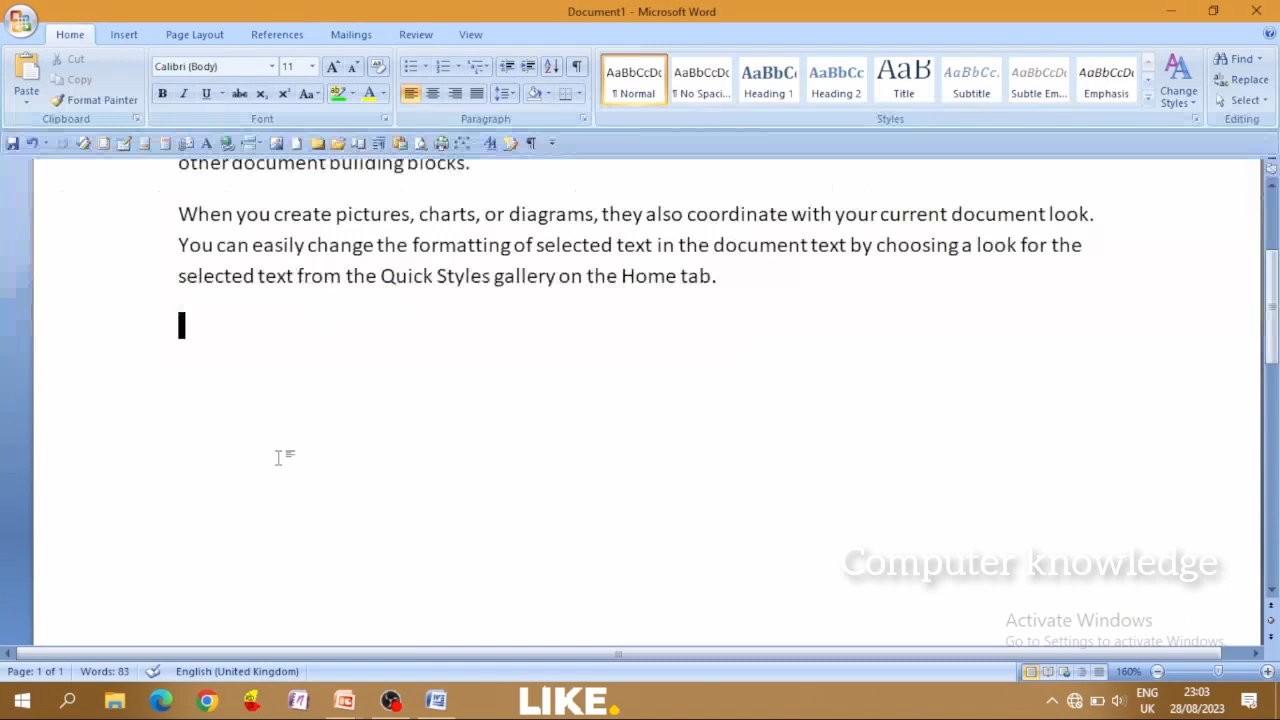 Document1 - Microsoft Word
Home Insert Page Layout References Mailings Review View
Cut
Copy
Paste
Format Painter
Clipboard
Calibri (Body) 11
Font
Paragraph
AaBbCcDc AaBbCcDc AaBbCc AaBbCc AaB AaBbCc. AaBbCcDc AaBbCcDc
¶ Normal ¶ No Spaci... Heading 1 Heading 2 Title Subtitle Subtle Em... Emphasis
Change
Styles
Styles
Find
Replace
Select
Editing
other document building blocks.
When you create pictures, charts, or diagrams, they also coordinate with your current document look.
You can easily change the formatting of selected text in the document text by choosing a look for the
selected text from the Quick Styles gallery on the Home tab.
Computer knowledge
Activate Windows
Go to Settings to activate Windows.
Page: 1 of 1 Words: 83 English (United Kingdom) 160%
LIKE.
ENG
UK
23:03
28/08/2023